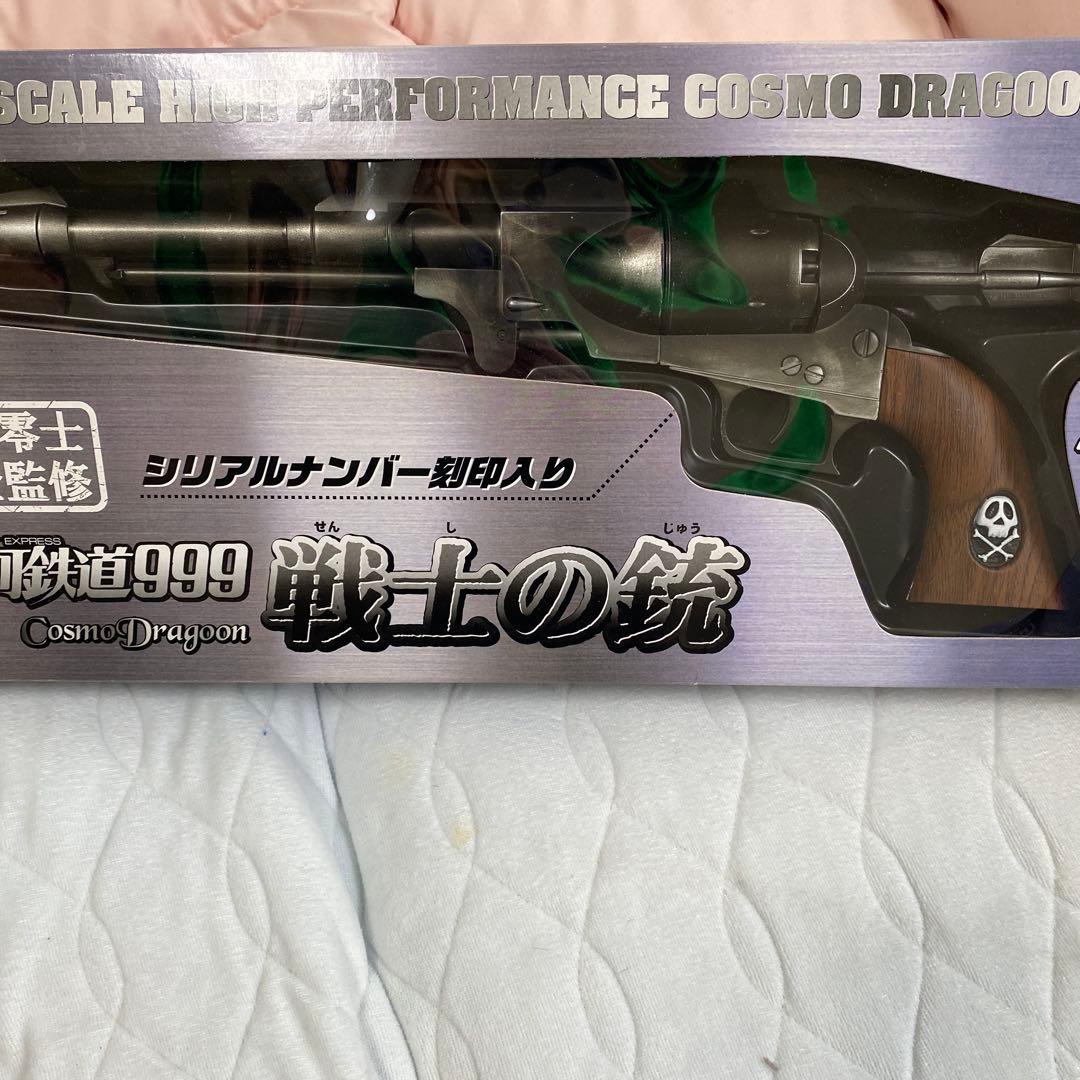 SCALE HIGH PERFORMANCE COSMO DRAGOO
零士
監修
シリアルナンバー刻印入り
EXPRESS
河鉄道999
せん し じゅう
戦士の銃
Cosmo Dragoon